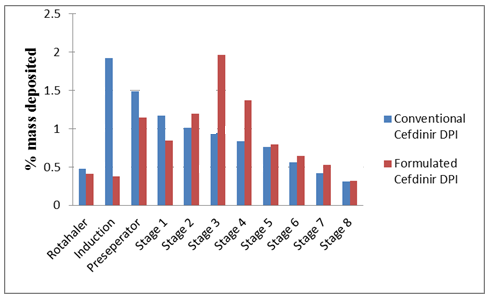 % mass deposited
2.5
2
1.5
1
0.5
0
Rotahaler
Induction
Preseperator
Stage 1
Stage 2
Stage 3
Stage 4
Stage 5
Stage 6
Stage 7
Stage 8
Conventional
Cefdinir DPI
Formulated
Cefdinir DPI